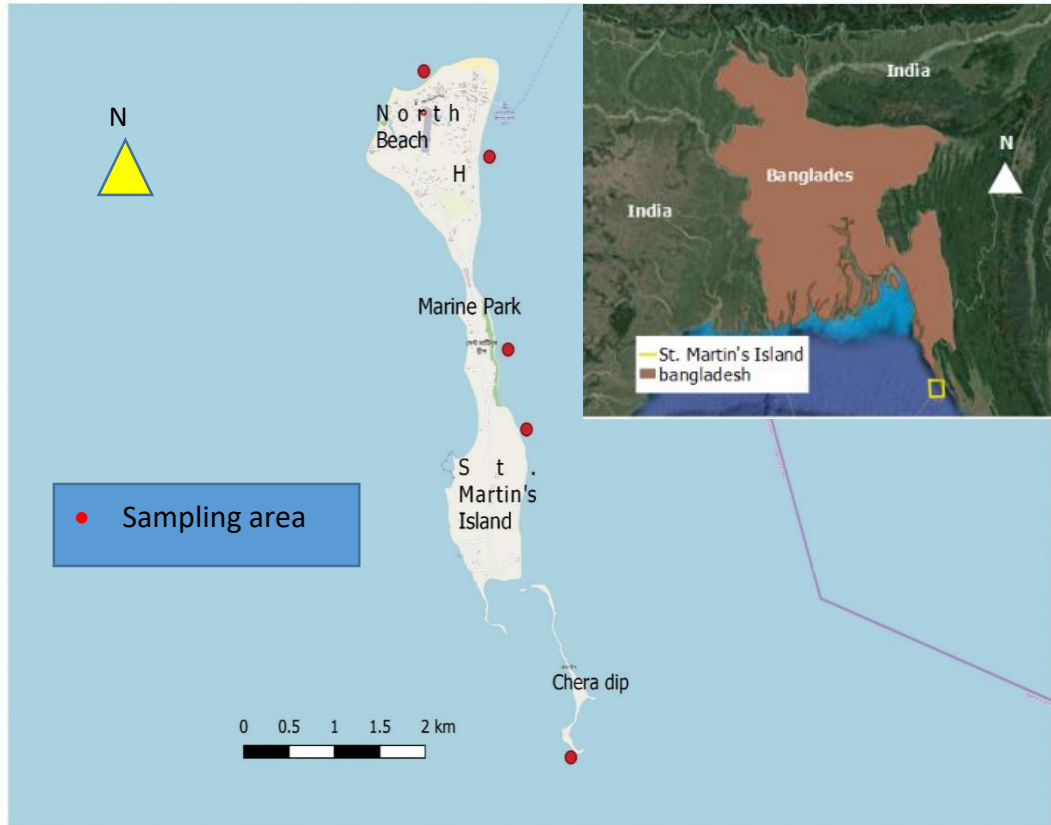 N
North
Beach
H
Marine Park
সেন্ট মার্টিনস
দ্বীপ
St.
Martin's
Island
• Sampling area
Chera dip
0 0.5 1 1.5 2 km
India
N
Banglades
India
St. Martin's Island
bangladesh